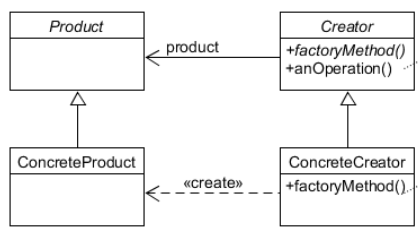 Product
Creator
product
+factoryMethod()
+anOperation()
ConcreteProduct
«create»
ConcreteCreator
+factoryMethod()